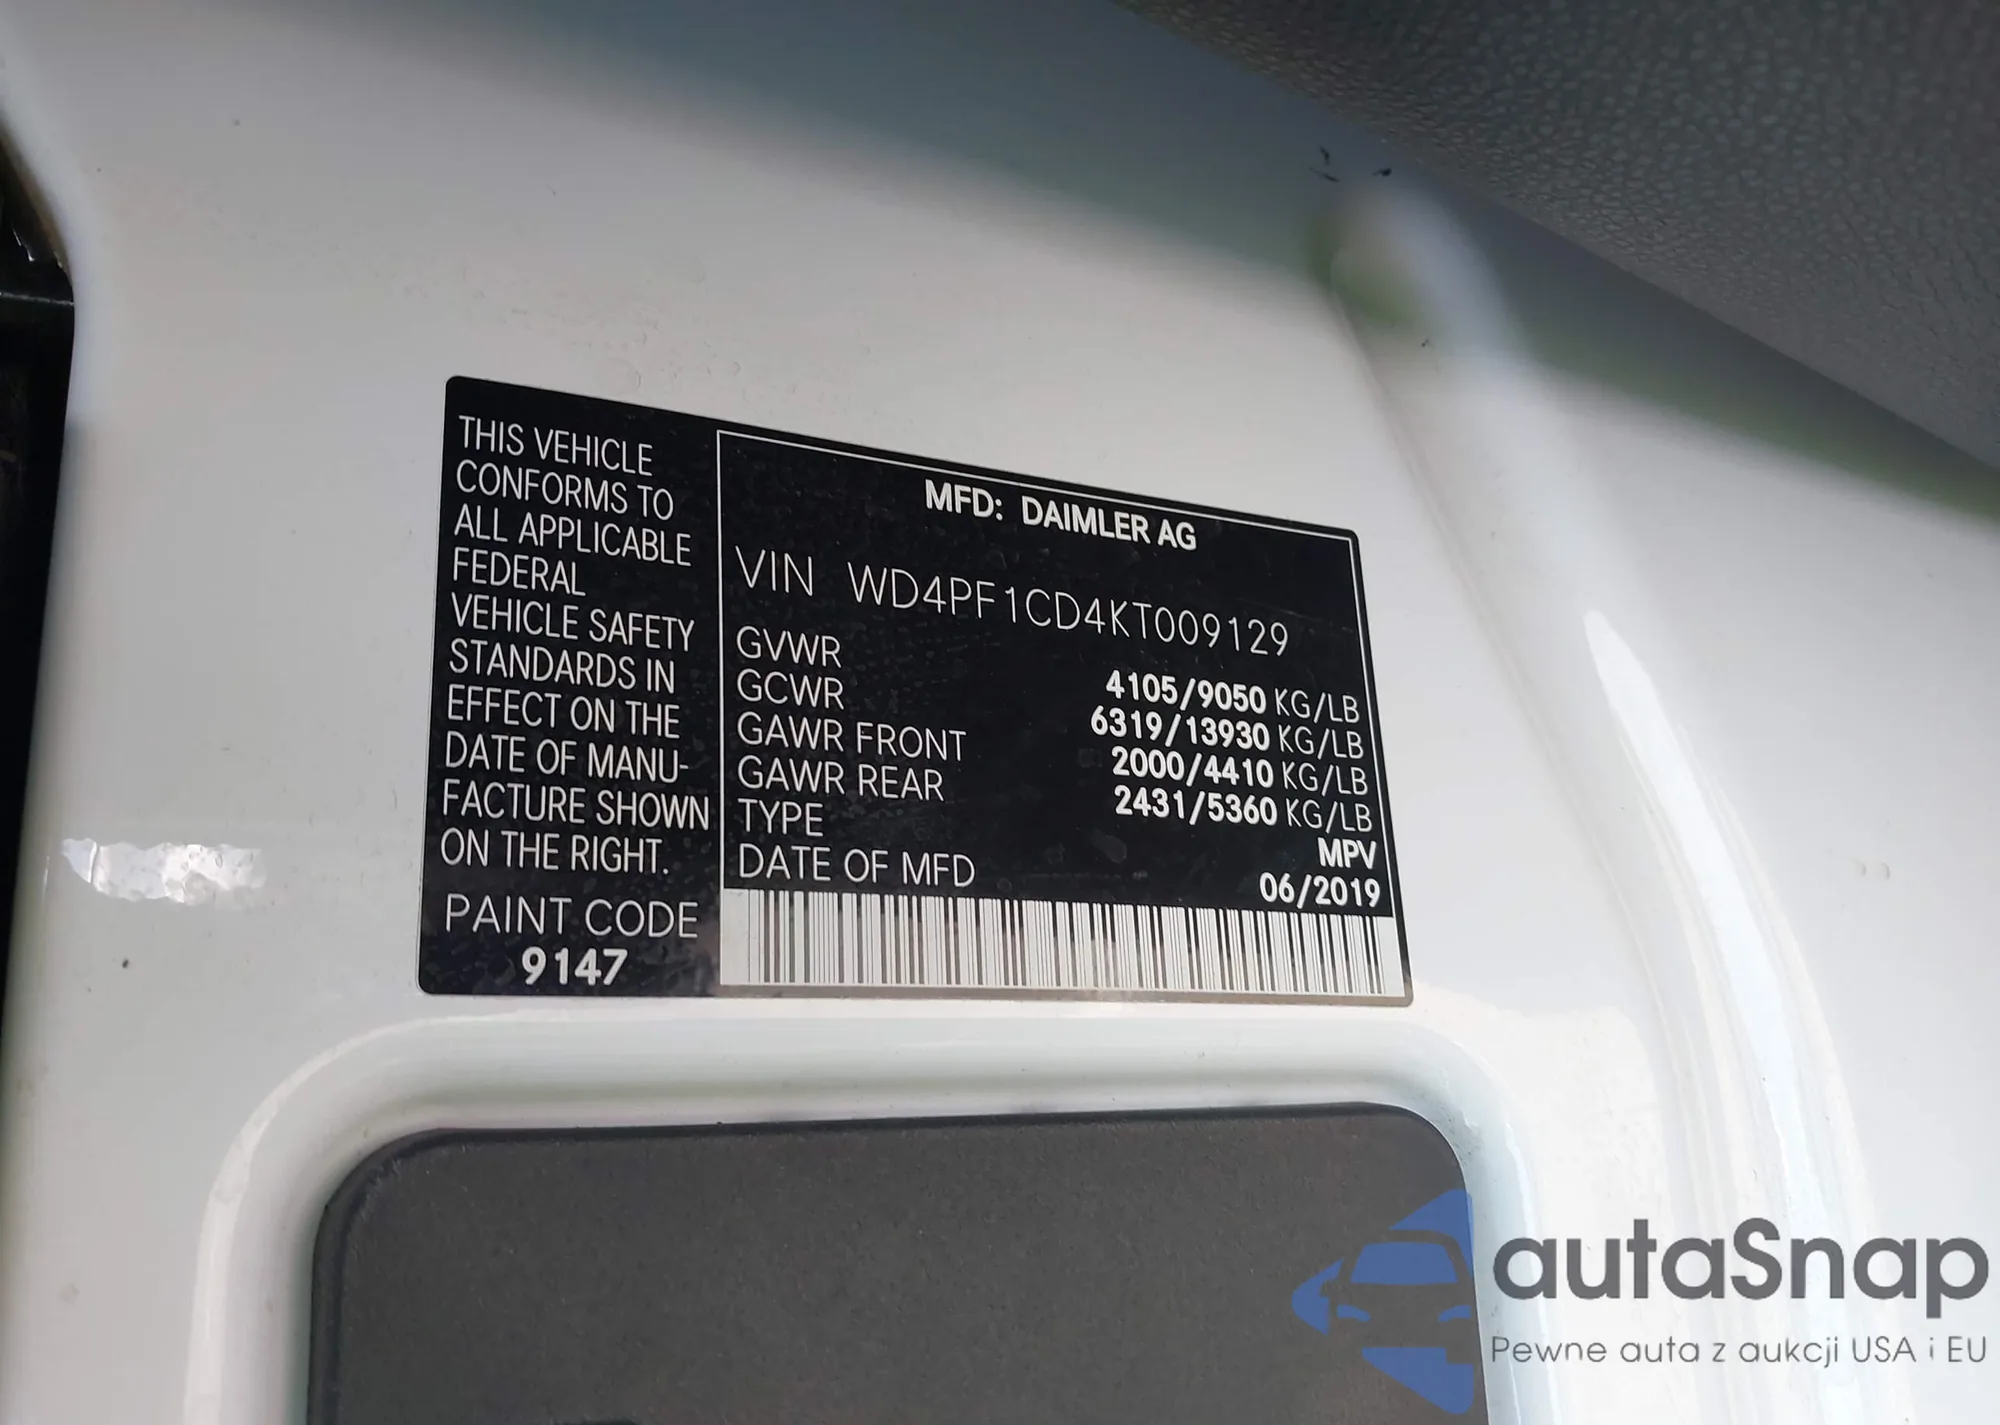 THIS VEHICLE
CONFORMS TO
ALL APPLICABLE
FEDERAL
VEHICLE SAFETY
STANDARDS IN
EFFECT ON THE
DATE OF MANU-
FACTURE SHOWN
ON THE RIGHT.
PAINT CODE
9147
MFD: DAIMLER AG
VIN WD4PF1CD4KT009129
GVWR 4105/9050 KG/LB
GCWR 6319/13930 KG/LB
GAWR FRONT 2000/4410 KG/LB
GAWR REAR 2431/5360 KG/LB
TYPE MPV
DATE OF MFD 06/2019
autaSnap
Pewne auta z aukcji USA i EU